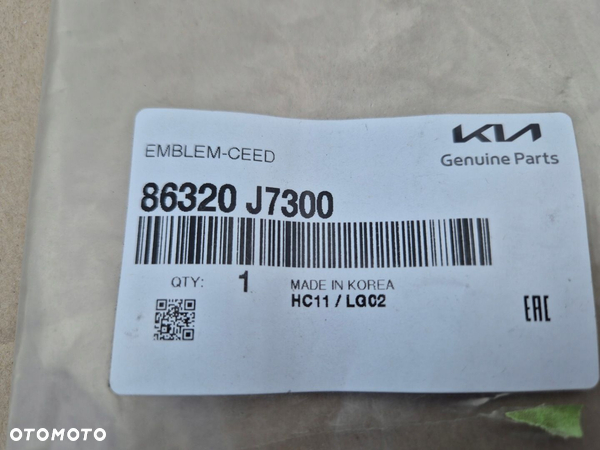 KIA
EMBLEM-CEED
Genuine Parts
86320 J7300
QTY: 1 MADE IN KOREA
HC11 / LG02
EAC
OTOMOTO